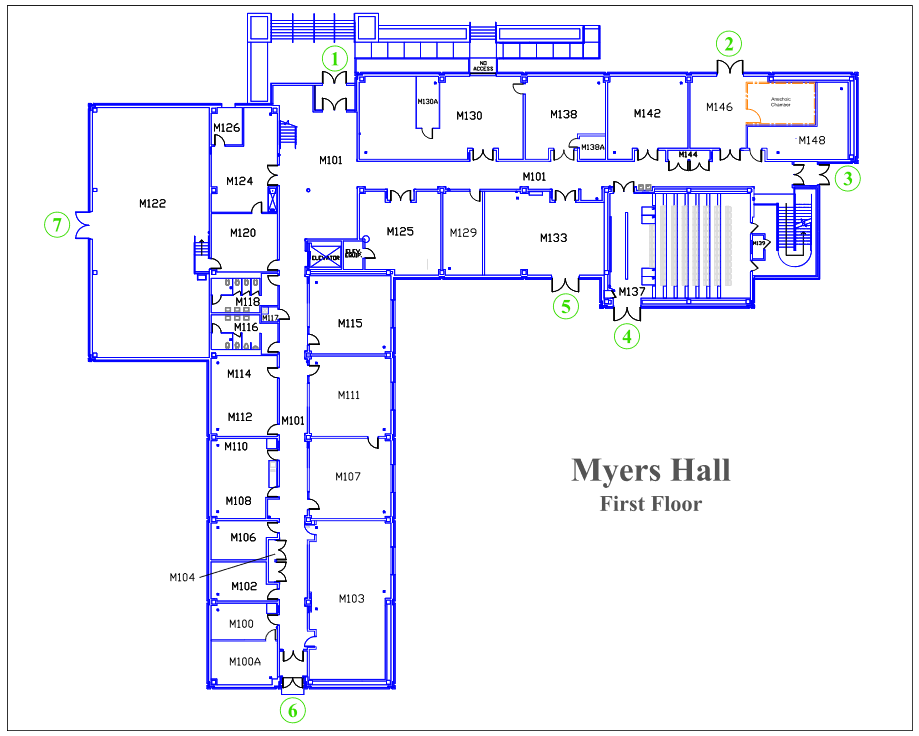 1
2
NO
ACCESS
M130A
M130
M138
M138A
M142
M146
Anechoic
Chamber
M148
M144
M126
M101
M101
3
M124
M122
7
M120
ELEVATOR
ELEV.
EQUIP.
M125
M129
M133
M139
M137
5
4
M118
M117
M116
M115
M114
M112
M111
M101
M110
M108
M107
Myers Hall
First Floor
M106
M104
M102
M103
M100
M100A
6